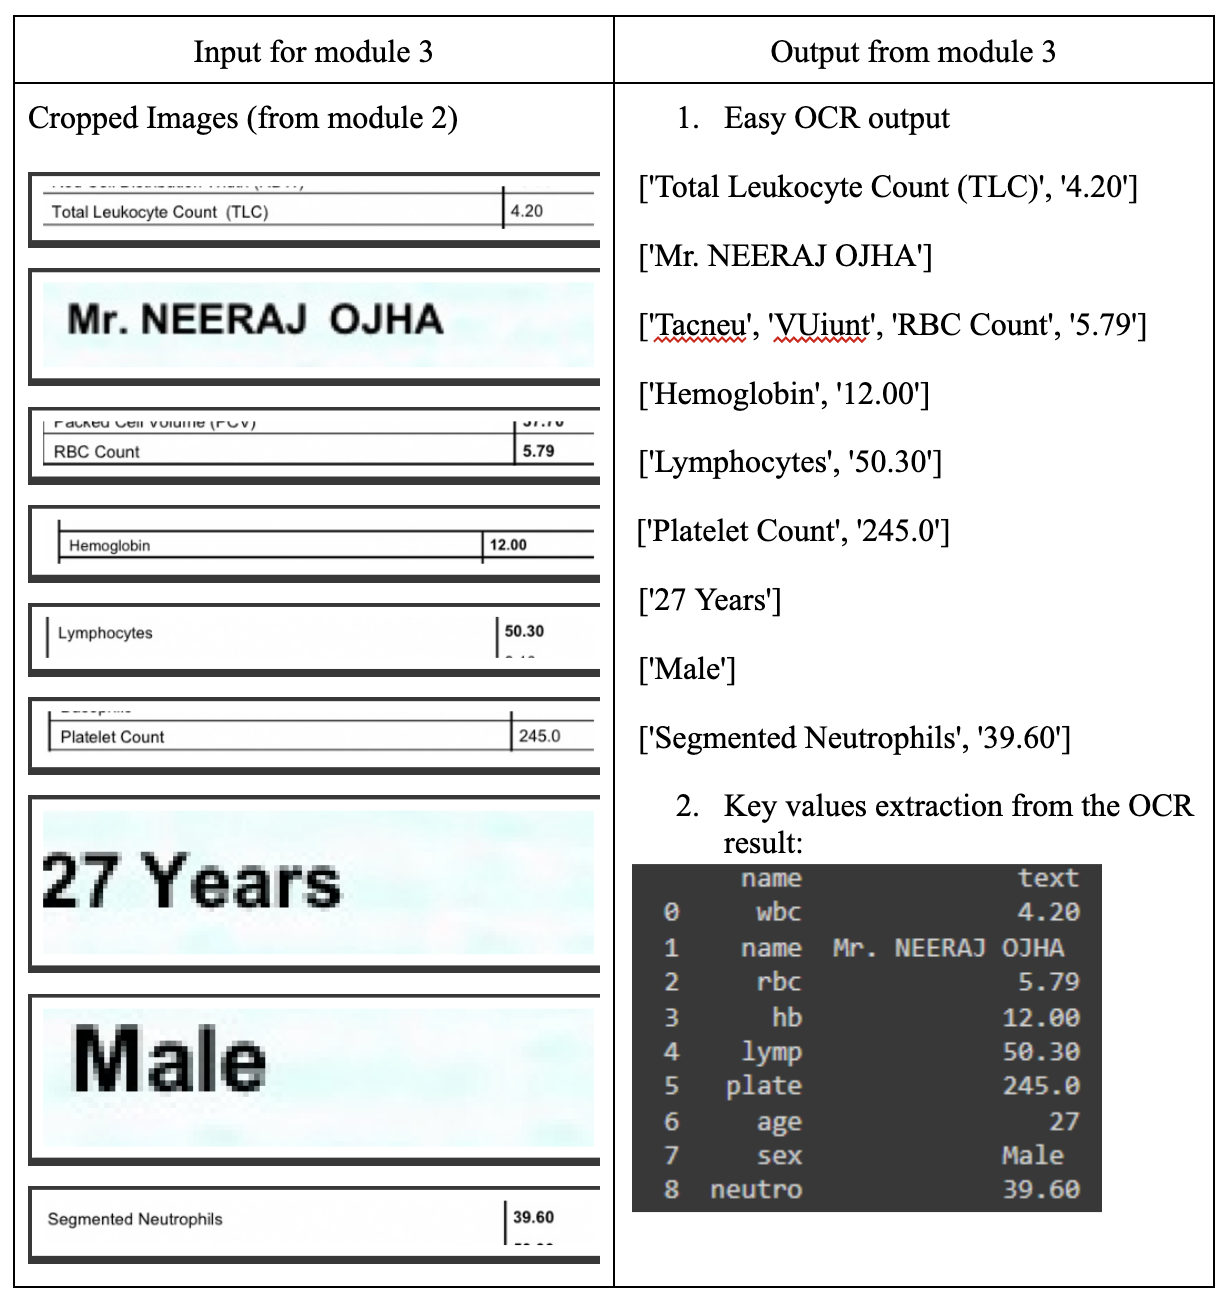 Input for module 3
Output from module 3
Cropped Images (from module 2)
Total Leukocyte Count (TLC) 4.20
Mr. NEERAJ OJHA
Packed Cell Volume (PCV)
RBC Count 5.79
Hemoglobin 12.00
Lymphocytes 50.30
Platelet Count 245.0
27 Years
Male
Segmented Neutrophils 39.60
1. Easy OCR output
['Total Leukocyte Count (TLC)', '4.20']
['Mr. NEERAJ OJHA']
['Tacneu', 'VUiunt', 'RBC Count', '5.79']
['Hemoglobin', '12.00']
['Lymphocytes', '50.30']
['Platelet Count', '245.0']
['27 Years']
['Male']
['Segmented Neutrophils', '39.60']
2. Key values extraction from the OCR
result:
name text
0 wbc 4.20
1 name Mr. NEERAJ OJHA
2 rbc 5.79
3 hb 12.00
4 lymp 50.30
5 plate 245.0
6 age 27
7 sex Male
8 neutro 39.60